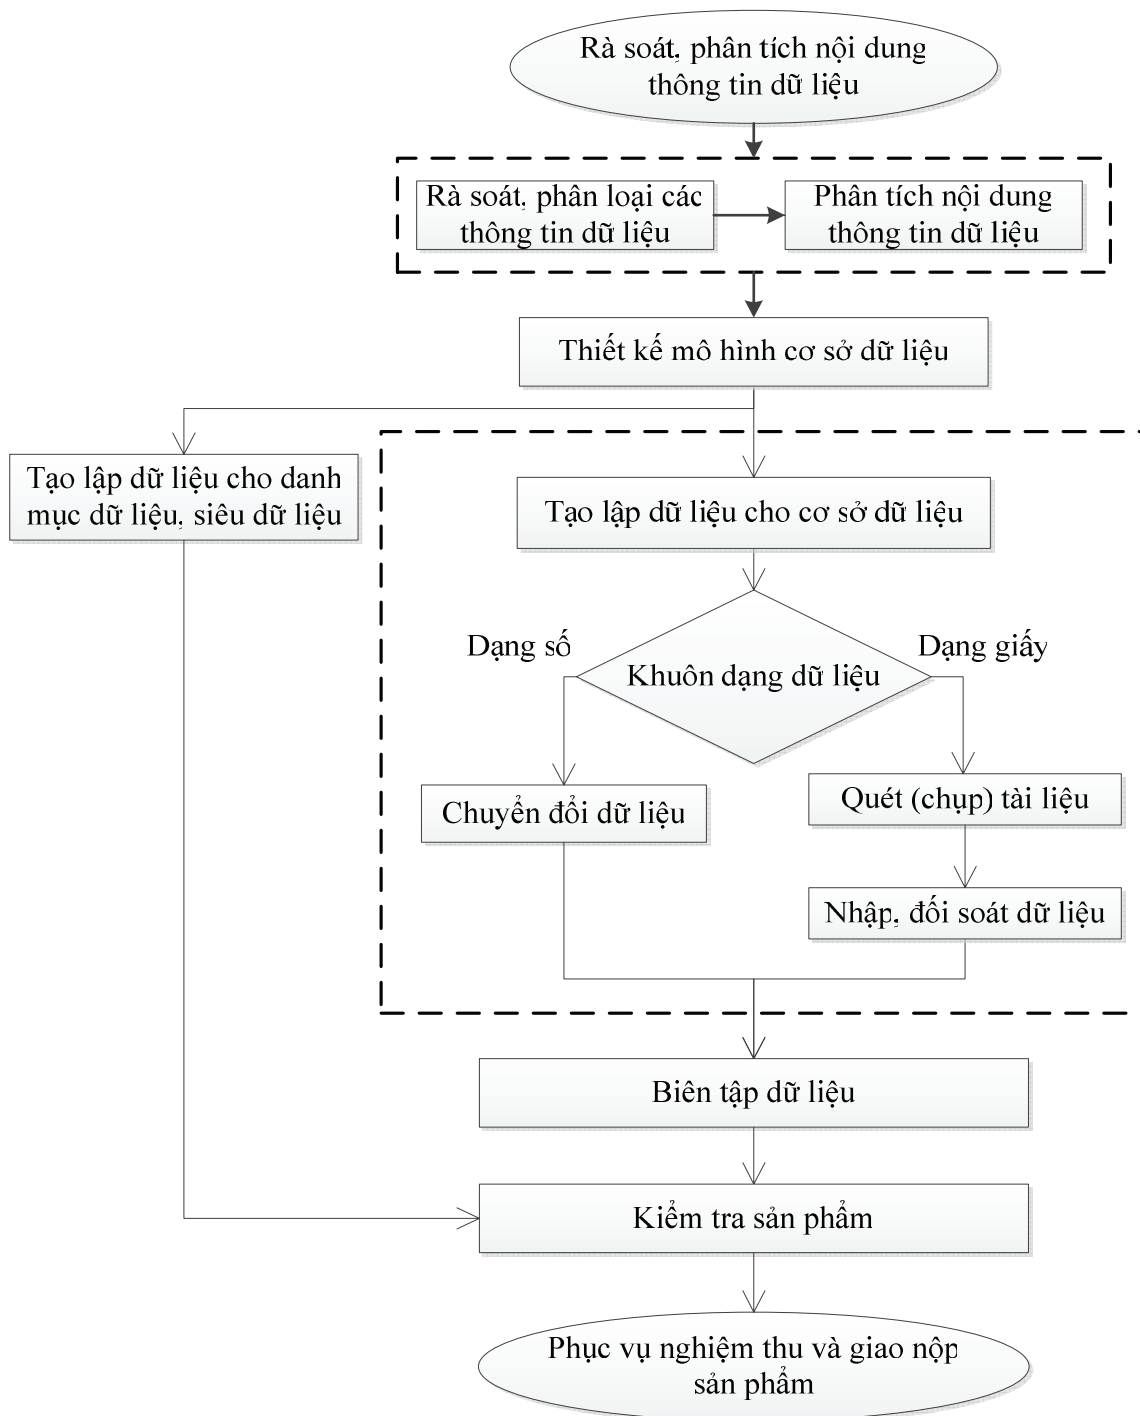 Rà soát, phân tích nội dung
thông tin dữ liệu
Rà soát, phân loại các
thông tin dữ liệu
Phân tích nội dung
thông tin dữ liệu
Thiết kế mô hình cơ sở dữ liệu
Tạo lập dữ liệu cho danh
mục dữ liệu, siêu dữ liệu
Tạo lập dữ liệu cho cơ sở dữ liệu
Dạng số
Dạng giấy
Khuôn dạng dữ liệu
Chuyển đổi dữ liệu
Quét (chụp) tài liệu
Nhập, đối soát dữ liệu
Biên tập dữ liệu
Kiểm tra sản phẩm
Phục vụ nghiệm thu và giao nộp
sản phẩm